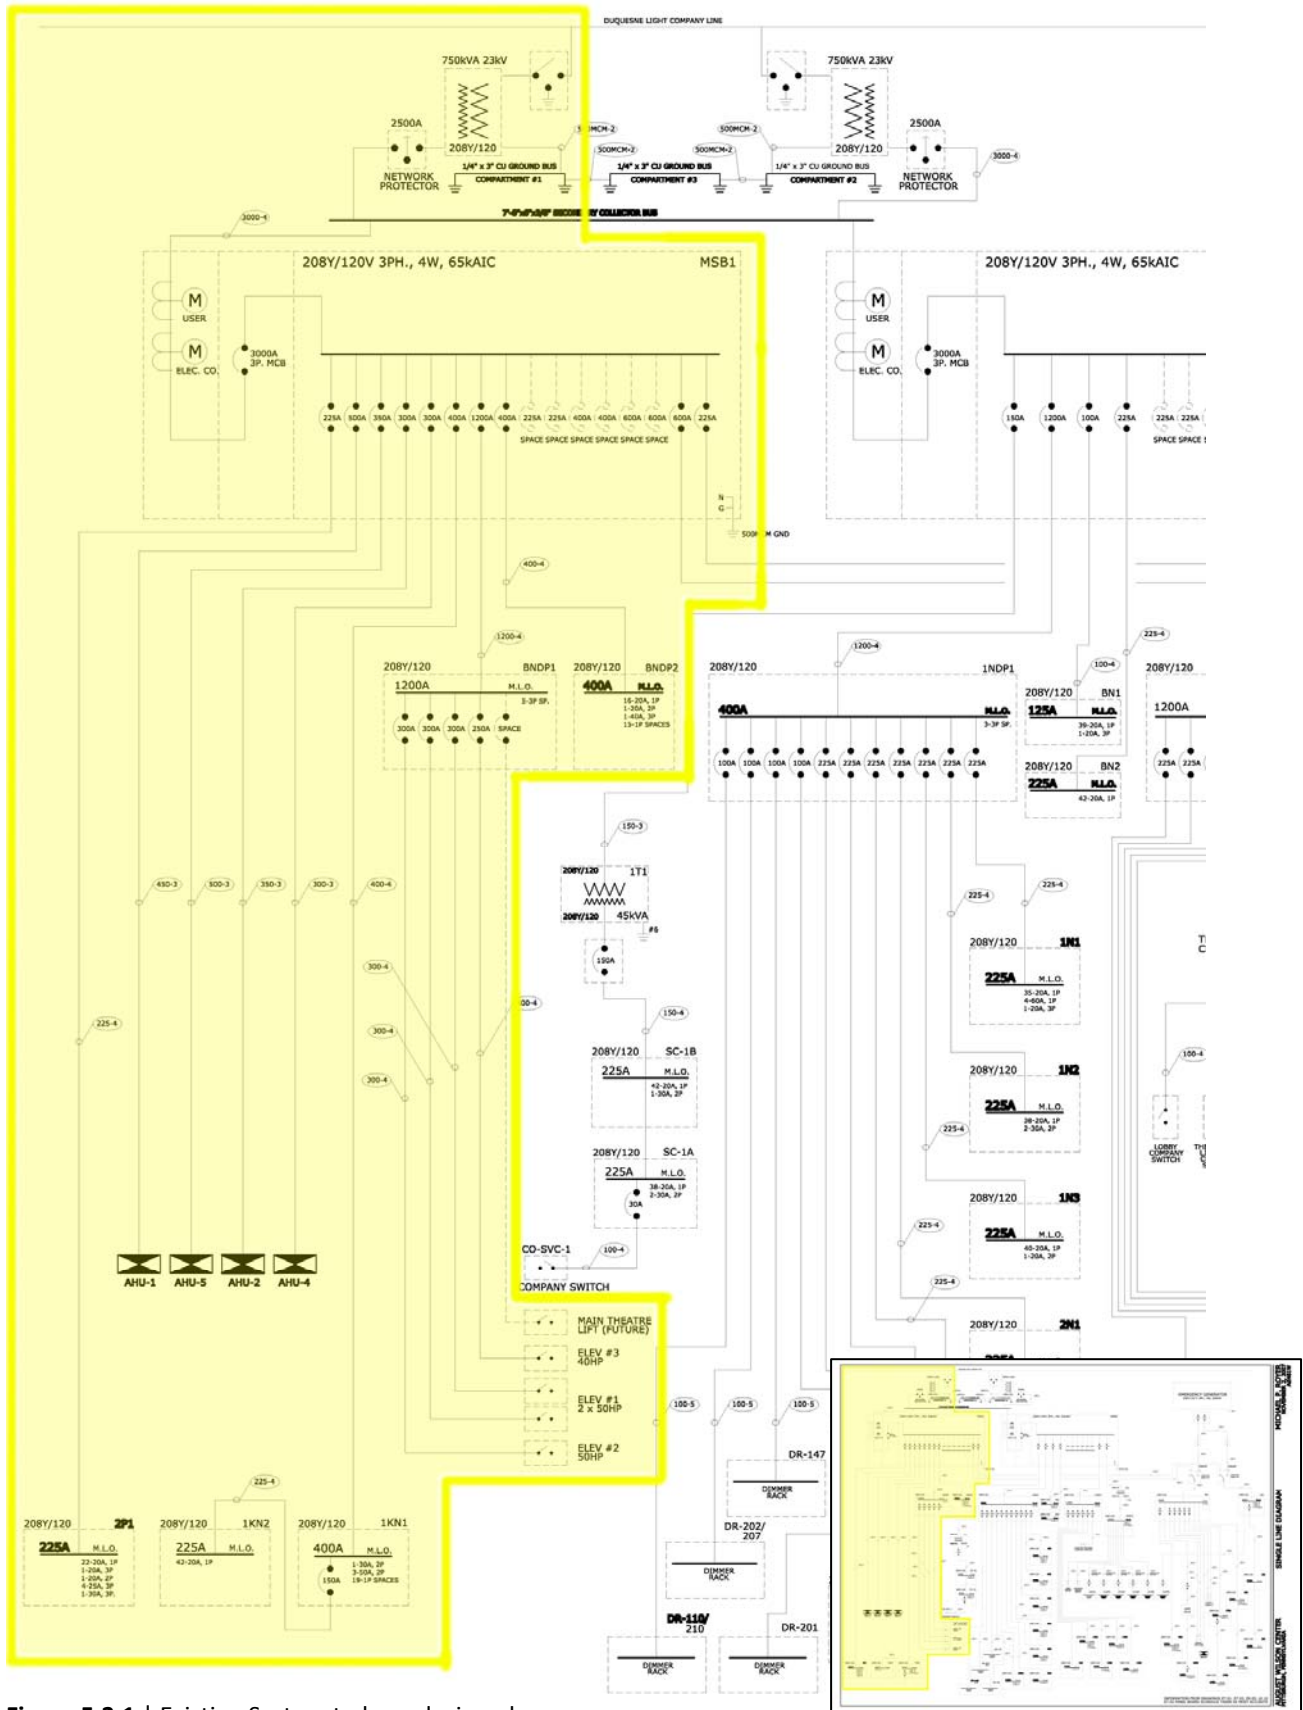 DUQUESNE LIGHT COMPANY LINE
750kVA 23kV
750kVA 23kV
2500A
208Y/120
NETWORK
PROTECTOR
500MCM-2
500MCM-2
500MCM-2
208Y/120
2500A
NETWORK
PROTECTOR
3000-4
1/4" x 3" CU GROUND BUS
COMPARTMENT #1
1/4" x 3" CU GROUND BUS
COMPARTMENT #3
1/4" x 3" CU GROUND BUS
COMPARTMENT #2
SECONDARY COLLECTOR BUS
3000-4
208Y/120V 3PH., 4W, 65kAIC
MSB1
M
USER
M
ELEC. CO.
3000A
3P. MCB
225A 500A 350A 300A 300A 400A 1200A 400A 225A 225A 400A 400A 600A 600A 600A 225A
SPACE SPACE SPACE SPACE SPACE SPACE
N
G
500MCM GND
208Y/120V 3PH., 4W, 65kAIC
M
USER
M
ELEC. CO.
3000A
3P. MCB
150A 1200A 100A 225A 225A 225A
SPACE SPACE
400-4
1200-4
1200-4
225-4
100-4
208Y/120 BNDP1
1200A M.L.O.
3-3P SP.
300A 300A 300A 250A SPACE
208Y/120 BNDP2
400A M.L.O.
16-20A, 1P
1-20A, 2P
1-40A, 3P
13-1P SPACES
208Y/120 1NDP1
400A M.L.O.
3-3P SP.
100A 100A 100A 100A 225A 225A 225A 225A 225A 225A 225A
208Y/120 BN1
125A M.L.O.
39-20A, 1P
1-20A, 3P
208Y/120 BN2
225A M.L.O.
42-20A, 1P
208Y/120
1200A
225A 225A
150-3
208Y/120 1T1
208Y/120 45kVA
#6
150A
150-4
450-3
500-3
350-3
300-3
400-4
300-4
300-4
300-4
225-4
208Y/120 SC-1B
225A M.L.O.
42-20A, 1P
1-30A, 2P
208Y/120 SC-1A
225A M.L.O.
38-20A, 1P
2-30A, 2P
30A
CO-SVC-1
100-4
COMPANY SWITCH
225-4
225-4
208Y/120 1N1
225A M.L.O.
35-20A, 1P
4-60A, 1P
1-20A, 3P
208Y/120 1N2
225A M.L.O.
38-20A, 1P
2-30A, 2P
225-4
208Y/120 1N3
225A M.L.O.
40-20A, 1P
1-20A, 2P
225-4
225-4
208Y/120 2N1
100-4
LOBBY
COMPANY
SWITCH
AHU-1 AHU-5 AHU-2 AHU-4
MAIN THEATRE
LIFT (FUTURE)
ELEV #3
40HP
ELEV #1
2 x 50HP
ELEV #2
50HP
100-5
100-5
100-5
DR-147
DIMMER
RACK
DR-202/
207
DIMMER
RACK
DR-110/
210
DIMMER
RACK
DR-201
DIMMER
RACK
225-4
208Y/120 2P1
225A M.L.O.
22-20A, 1P
1-20A, 3P
1-20A, 2P
4-25A, 3P
1-30A, 3P.
208Y/120 1KN2
225A M.L.O.
42-20A, 1P
208Y/120 1KN1
400A M.L.O.
1-30A, 2P
3-50A, 2P
19-1P SPACES
150A
EMERGENCY GENERATOR
SINGLE LINE DIAGRAM
AUGUST WILSON CENTER